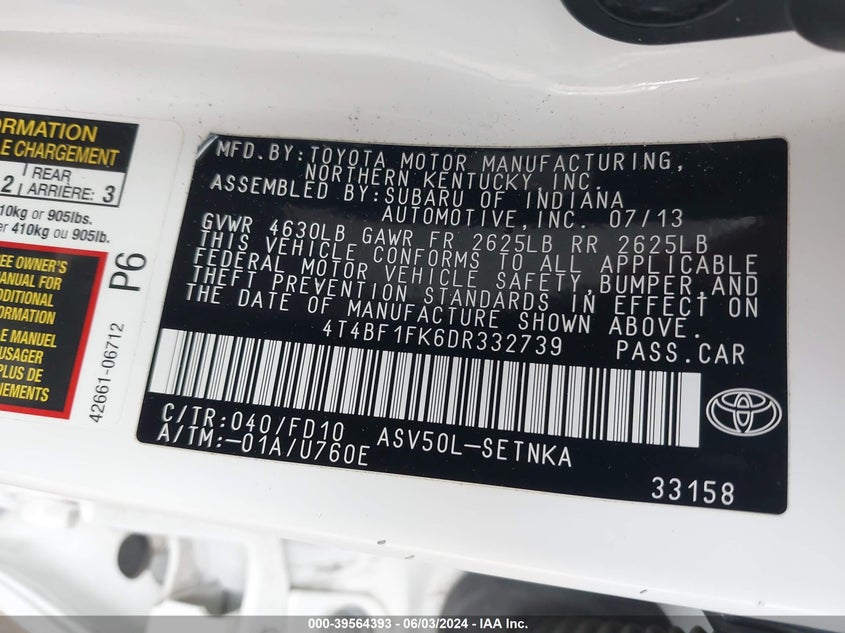 ORMATION
E CHARGEMENT
2 REAR ARRIÈRE: 3
10kg or 905lbs.
er 410kg ou 905lb.
EE OWNER'S
MANUAL FOR
DDITIONAL
FORMATION
LE MANUEL
USAGER
PLUS DE
NEMENTS
P6
42661-06712
MFD.BY:TOYOTA MOTOR MANUFACTURING,
NORTHERN KENTUCKY,INC.
ASSEMBLED BY:SUBARU OF INDIANA
AUTOMOTIVE,INC. 07/13
GVWR 4630LB GAWR FR 2625LB RR 2625LB
THIS VEHICLE CONFORMS TO ALL APPLICABLE
FEDERAL MOTOR VEHICLE SAFETY,BUMPER,AND
THEFT PREVENTION STANDARDS IN EFFECT ON
THE DATE OF MANUFACTURE SHOWN ABOVE.
4T4BF1FK6DR332739 PASS.CAR
C/TR:040/FD10
A/TM:-01A/U760E
ASV50L-SETNKA
33158
000-39564393 - 06/03/2024 - IAA Inc.